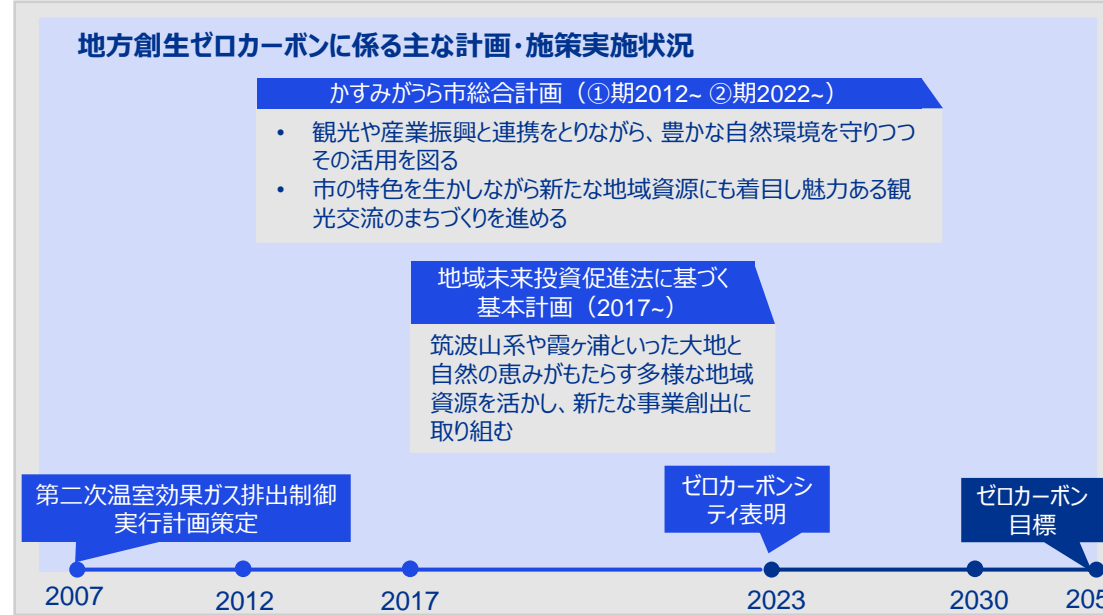 地方創生ゼロカーボンに係る主な計画・施策実施状況
かすみがうら市総合計画（①期2012~ ②期2022~）
• 観光や産業振興と連携をとりながら、豊かな自然環境を守りつつ
その活用を図る
• 市の特色を生かしながら新たな地域資源にも着目し魅力ある観
光交流のまちづくりを進める
地域未来投資促進法に基づく
基本計画（2017~）
筑波山系や霞ヶ浦といった大地と
自然の恵みがもたらす多様な地域
資源を活かし、新たな事業創出に
取り組む
第二次温室効果ガス排出制御
実行計画策定
ゼロカーボンシ
ティ表明
ゼロカーボン
目標
2007 2012 2017 2023 2030 205